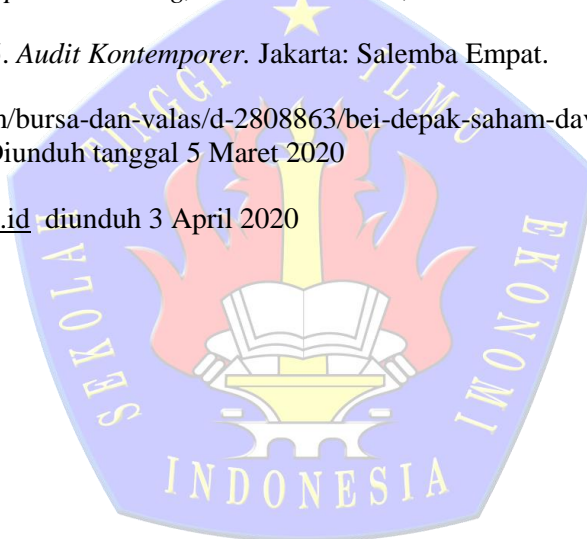 . Audit Kontemporer. Jakarta: Salemba Empat.
/bursa-dan-valas/d-2808863/bei-depak-saham-dav
Diunduh tanggal 5 Maret 2020
.id diunduh 3 April 2020
SEKOLAH TINGGI ILMU EKONOMI
INDONESIA